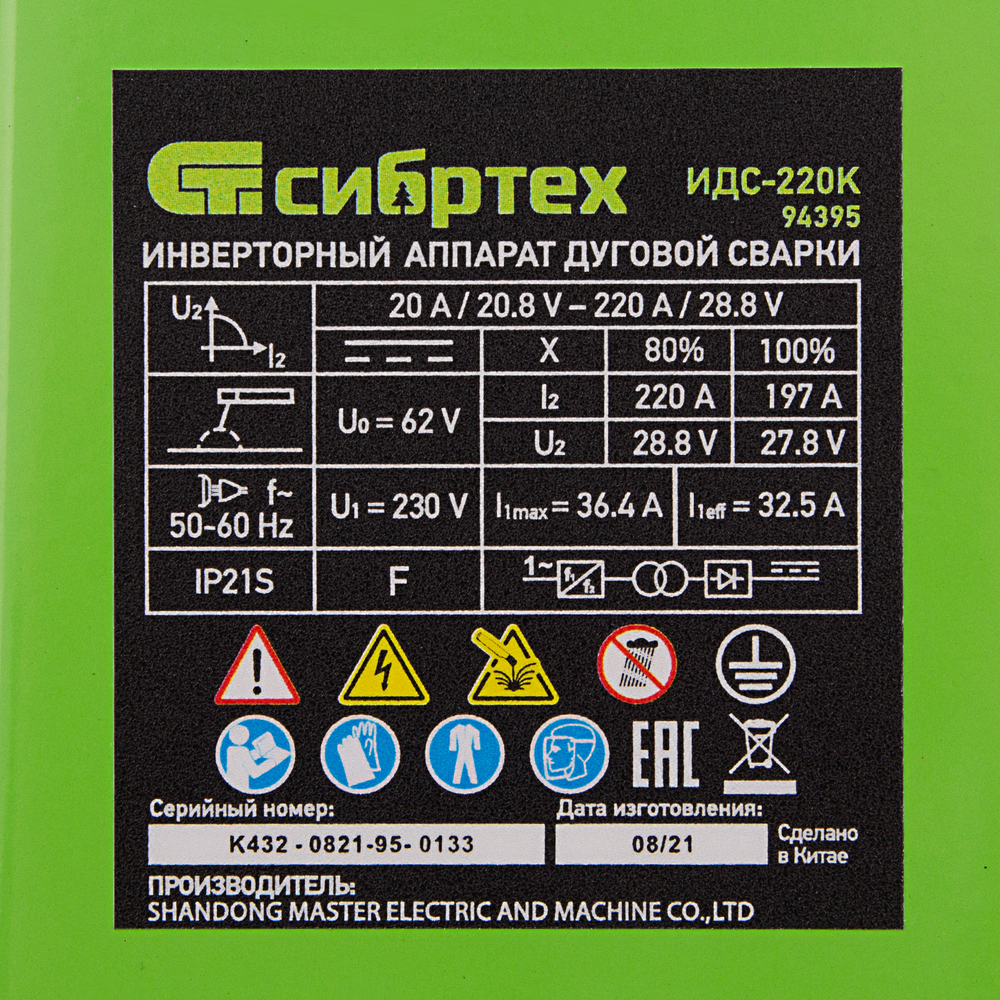 сибртех ИДС-220К
94395
ИНВЕРТОРНЫЙ АППАРАТ ДУГОВОЙ СВАРКИ
U2 I2
20 A / 20.8 V – 220 A / 28.8 V
X 80% 100%
U0 = 62 V
I2 220 A 197 A
U2 28.8 V 27.8 V
f~
50-60 Hz
U1 = 230 V I1max = 36.4 A I1eff = 32.5 A
IP21S F 1~ f1 f2
EAC
Серийный номер: Дата изготовления:
K432 - 0821-95- 0133 08/21 Сделано
в Китае
ПРОИЗВОДИТЕЛЬ:
SHANDONG MASTER ELECTRIC AND MACHINE CO.,LTD